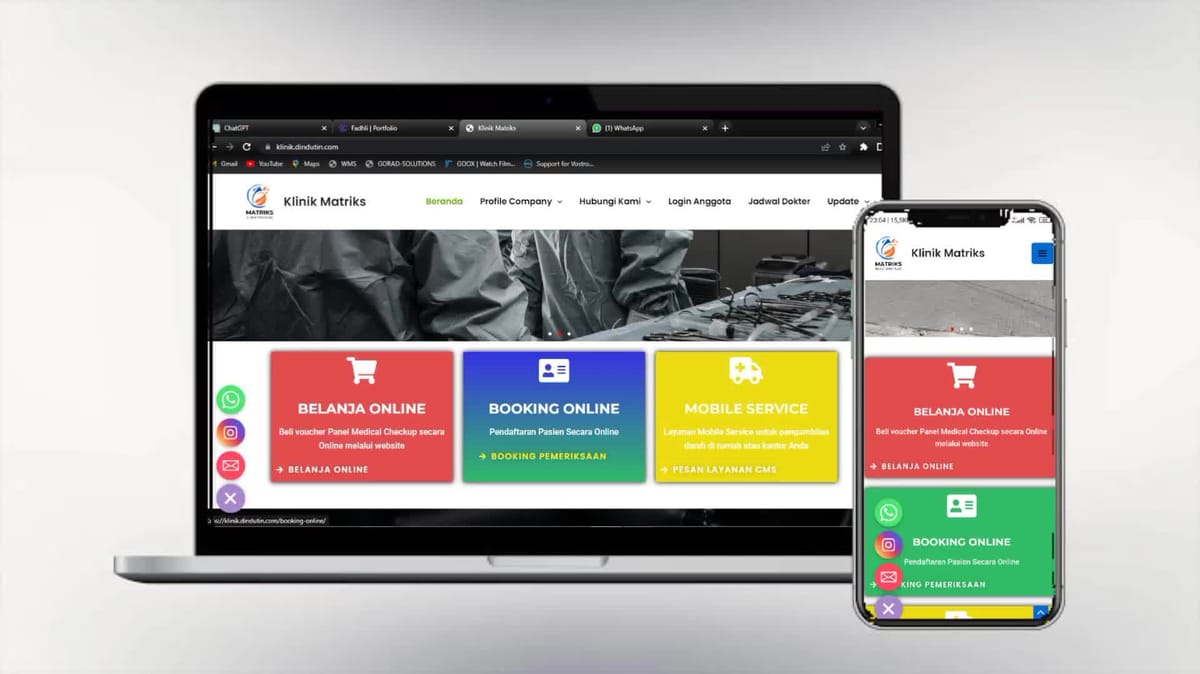 ChatGPT
Fadhli | Portfolio
Klinik Matriks
(1) WhatsApp
klinik.dindutin.com
Gmail
YouTube
Maps
WMS
GORAD-SOLUTIONS
GOOX | Watch Film...
Support for Vostro...
MATRIKS
Klinik Matriks
Beranda
Profile Company
Hubungi Kami
Login Anggota
Jadwal Dokter
Update
BELANJA ONLINE
Beli voucher Panel Medical Checkup secara
Online melalui website
→ BELANJA ONLINE
BOOKING ONLINE
Pendaftaran Pasien Secara Online
→ BOOKING PEMERIKSAAN
MOBILE SERVICE
Layanan Mobile Service untuk pengambilan
darah di rumah atau kantor Anda
→ PESAN LAYANAN CMS
://klinik.dindutin.com/booking-online/
23:04 | 15,5K
MATRIKS
Klinik Matriks
BELANJA ONLINE
Beli voucher Panel Medical Checkup secara Online
melalui website
→ BELANJA ONLINE
BOOKING ONLINE
Pendaftaran Pasien Secara Online
→ KING PEMERIKSAAN